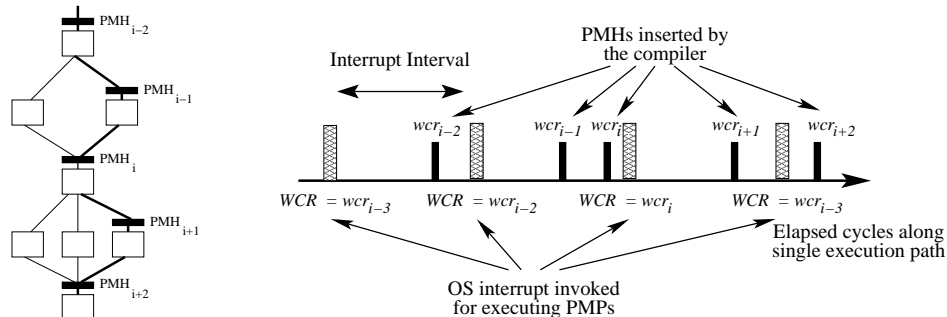 PMH i−2
PMH i−1
PMH i
PMH i+1
PMH i+2
PMHs inserted by
the compiler
Interrupt Interval
wcr i−2
wcr i−1
wcr i
wcr i+1
wcr i+2
WCR = wcr i−3
WCR = wcr i−2
WCR = wcr i
WCR = wcr i−3
Elapsed cycles along
single execution path
OS interrupt invoked
for executing PMPs